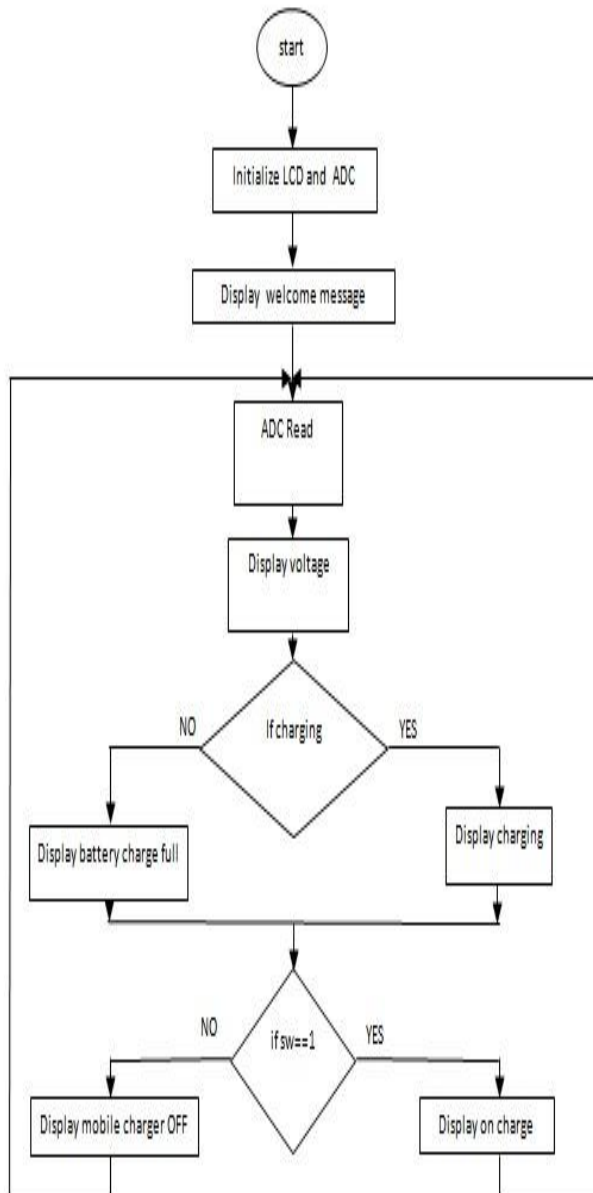 start
Initialize LCD and ADC
Display welcome message
ADC Read
Display voltage
If charging
NO
YES
Display battery charge full
Display charging
if sw==1
NO
YES
Display mobile charger OFF
Display on charge